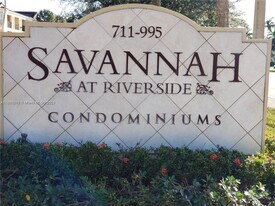 711-995
SAVANNAH
AT RIVERSIDE
CONDOMINIUMS